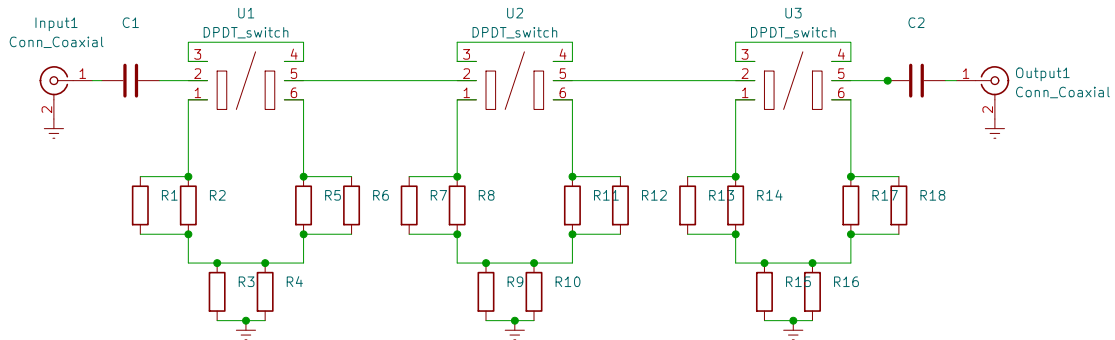 Input1
Conn_Coaxial
1
2
C1
U1
DPDT_switch
3
2
1
4
5
6
U2
DPDT_switch
3
2
1
4
5
6
U3
DPDT_switch
3
2
1
4
5
6
C2
1
2
Output1
Conn_Coaxial
R1
R2
R5
R6
R7
R8
R11
R12
R13
R14
R17
R18
R3
R4
R9
R10
R15
R16